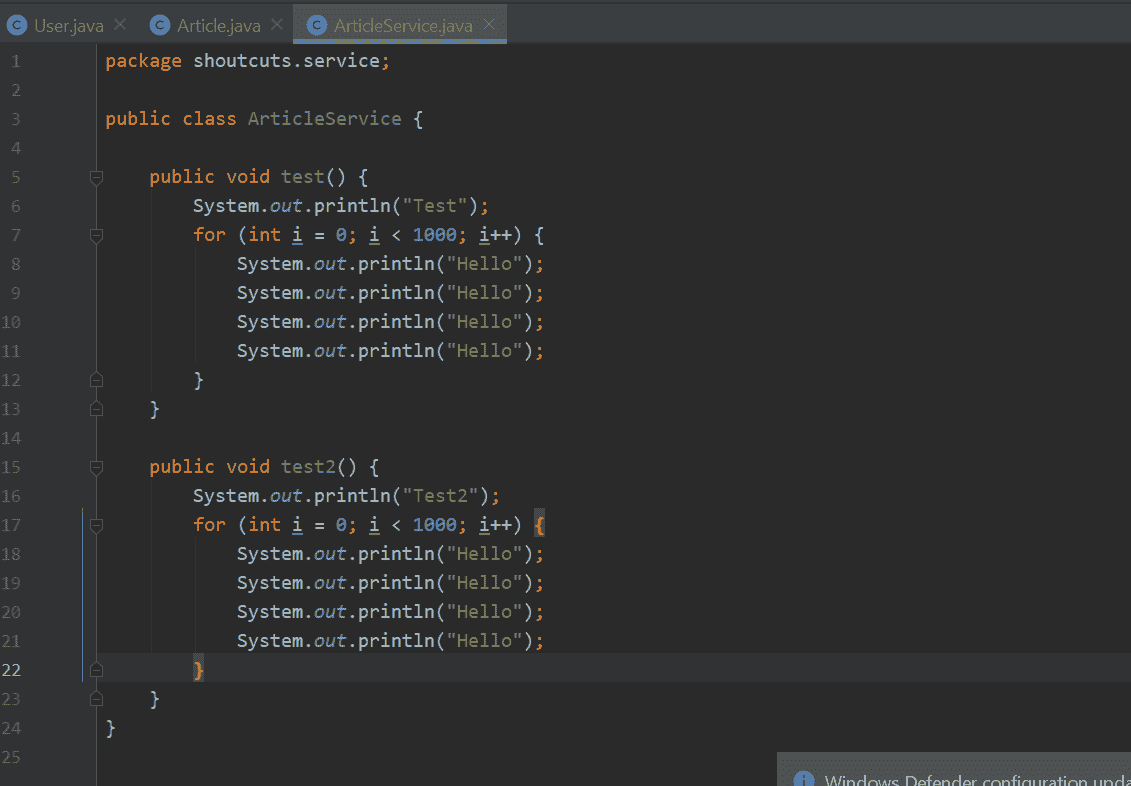 User.java Article.java ArticleService.java
1 package shoutcuts.service;
2
3 public class ArticleService {
4
5     public void test() {
6         System.out.println("Test");
7         for (int i = 0; i < 1000; i++) {
8             System.out.println("Hello");
9             System.out.println("Hello");
10             System.out.println("Hello");
11             System.out.println("Hello");
12         }
13     }
14
15     public void test2() {
16         System.out.println("Test2");
17         for (int i = 0; i < 1000; i++) {
18             System.out.println("Hello");
19             System.out.println("Hello");
20             System.out.println("Hello");
21             System.out.println("Hello");
22         }
23     }
24 }
25
Windows Defender configuration upda